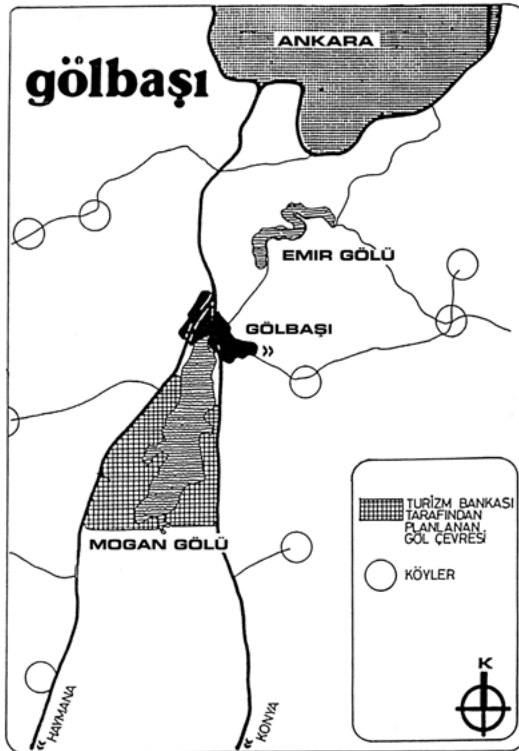 ANKARA
gölbaşı
EMIR GÖLÜ
GÖLBAŞI
MOGAN GÖLÜ
TURİZM BANKASI
TARAFINDAN
PLANLANAN
GÖL ÇEVRESİ
KÖYLER
K
HAYMANA
KONYA